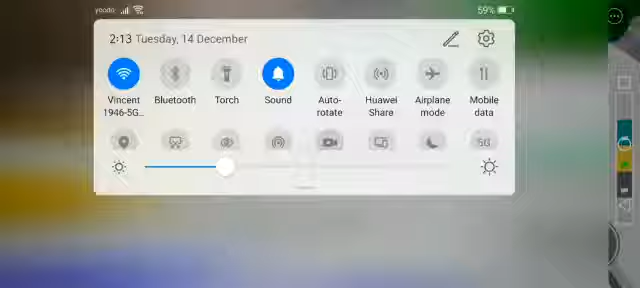 yoodo 59%
2:13 Tuesday, 14 December
Vincent Bluetooth Torch Sound Auto- Huawei Airplane Mobile
1946-5G... rotate Share mode data
5G